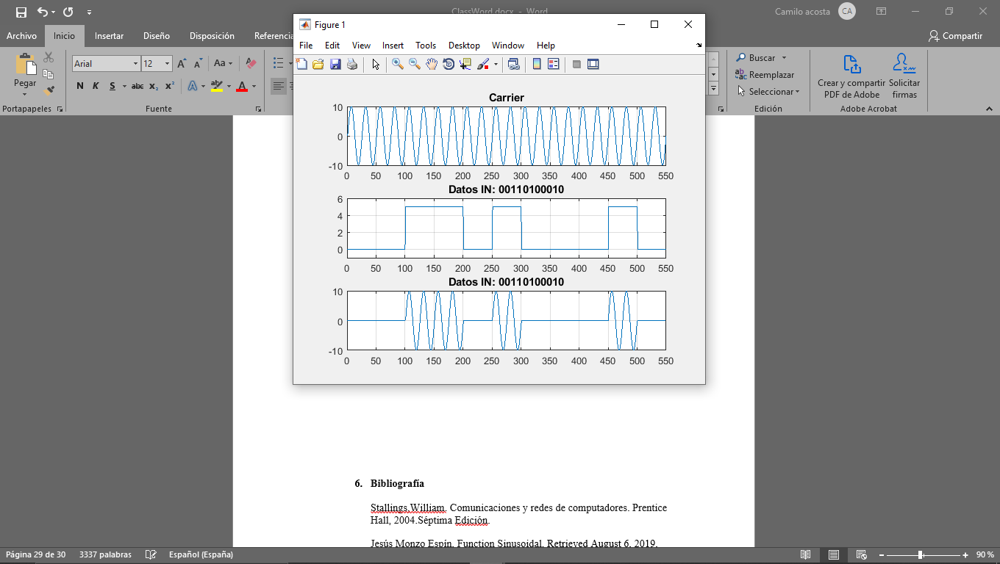 ClassWord.docx - Word
Camilo acosta
CA
Archivo
Inicio
Insertar
Diseño
Disposición
Referencia
Compartir
Pegar
Portapapeles
Arial
12
A
A
Aa
N
K
S
abc
x₂
x²
A
ab
A
Fuente
Buscar
Reemplazar
Seleccionar
Edición
Crear y compartir
PDF de Adobe
Solicitar
firmas
Adobe Acrobat
Figure 1
File
Edit
View
Insert
Tools
Desktop
Window
Help
Carrier
10
0
-10
0 50 100 150 200 250 300 350 400 450 500 550
Datos IN: 00110100010
6
4
2
0
0 50 100 150 200 250 300 350 400 450 500 550
Datos IN: 00110100010
10
0
-10
0 50 100 150 200 250 300 350 400 450 500 550
6. Bibliografía
Stallings,William. Comunicaciones y redes de computadores. Prentice
Hall, 2004.Séptima Edición.
Jesús Monzo Espín. Function Sinusoidal. Retrieved August 6, 2019,
Página 29 de 30
3337 palabras
Español (España)
90 %